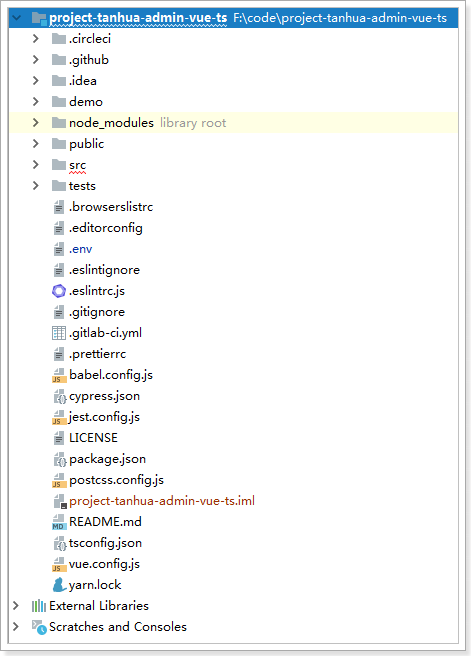 project-tanhua-admin-vue-ts F:\code\project-tanhua-admin-vue-ts
.circleci
.github
.idea
demo
node_modules library root
public
src
tests
.browserslistrc
.editorconfig
.env
.eslintignore
.eslintrc.js
.gitignore
.gitlab-ci.yml
.prettierrc
babel.config.js
cypress.json
jest.config.js
LICENSE
package.json
postcss.config.js
project-tanhua-admin-vue-ts.iml
README.md
tsconfig.json
vue.config.js
yarn.lock
External Libraries
Scratches and Consoles